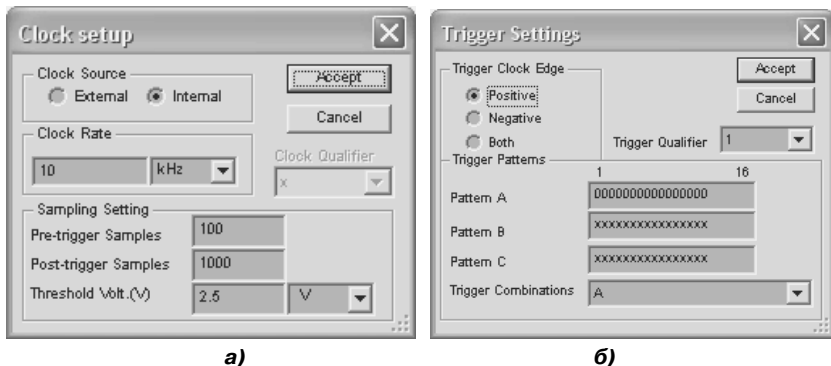 Clock setup
Clock Source
External Internal
Accept
Cancel
Clock Rate
10 kHz
Clock Qualifier
x
Sampling Setting
Pre-trigger Samples 100
Post-trigger Samples 1000
Threshold Volt.(V) 2.5 V
а)
Trigger Settings
Trigger Clock Edge
Positive
Negative
Both
Accept
Cancel
Trigger Qualifier 1
Trigger Patterns
1 16
Pattern A 0000000000000000
Pattern B xxxxxxxxxxxxxxxx
Pattern C xxxxxxxxxxxxxxxx
Trigger Combinations A
б)